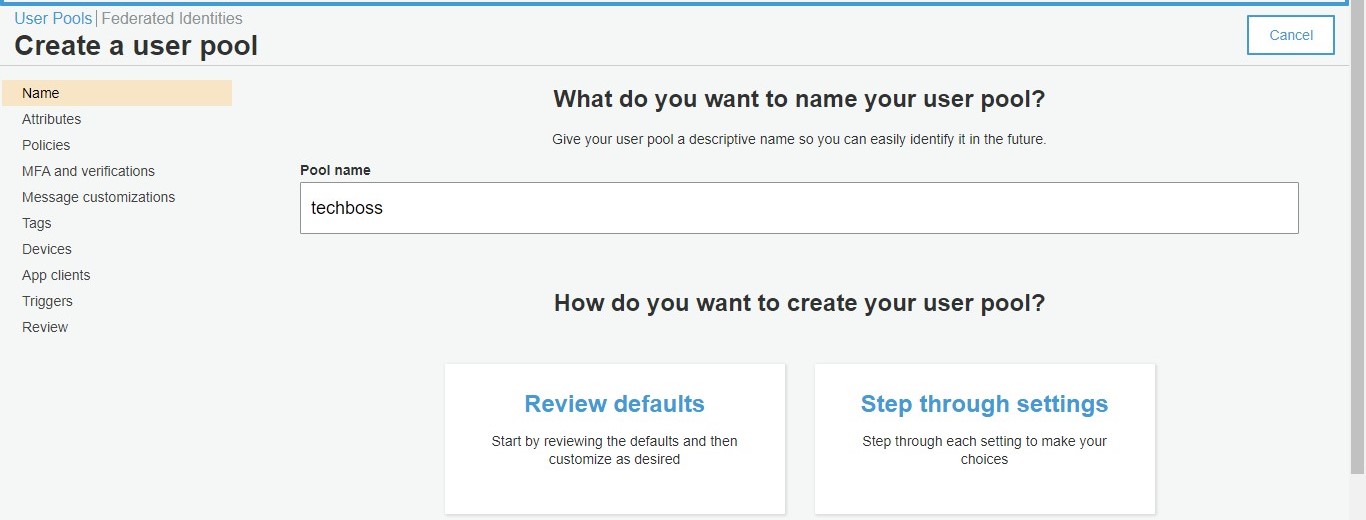 User Pools | Federated Identities
Create a user pool
Cancel
Name
Attributes
Policies
MFA and verifications
Message customizations
Tags
Devices
App clients
Triggers
Review
What do you want to name your user pool?
Give your user pool a descriptive name so you can easily identify it in the future.
Pool name
techboss
How do you want to create your user pool?
Review defaults
Start by reviewing the defaults and then
customize as desired
Step through settings
Step through each setting to make your
choices